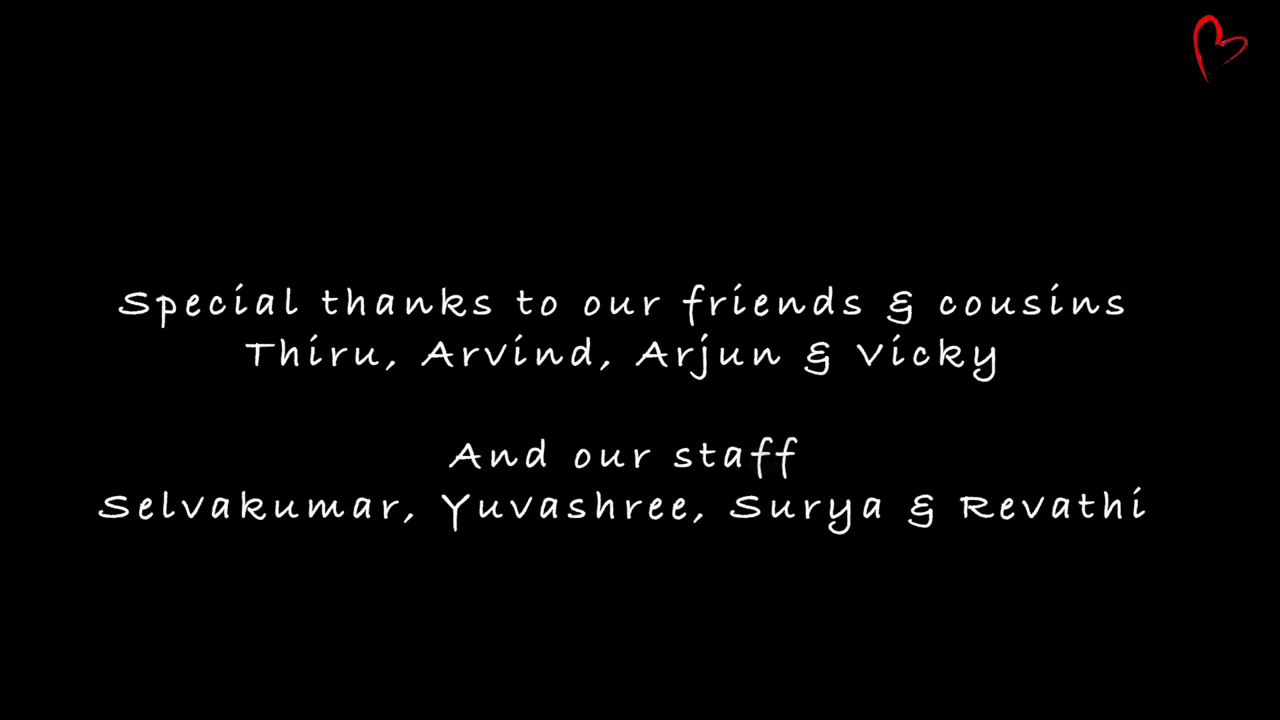 Special thanks to our friends & cousins
Thiru, Arvind, Arjun & Vicky
And our staff
Selvakumar, Yuvashree, Surya & Revathi